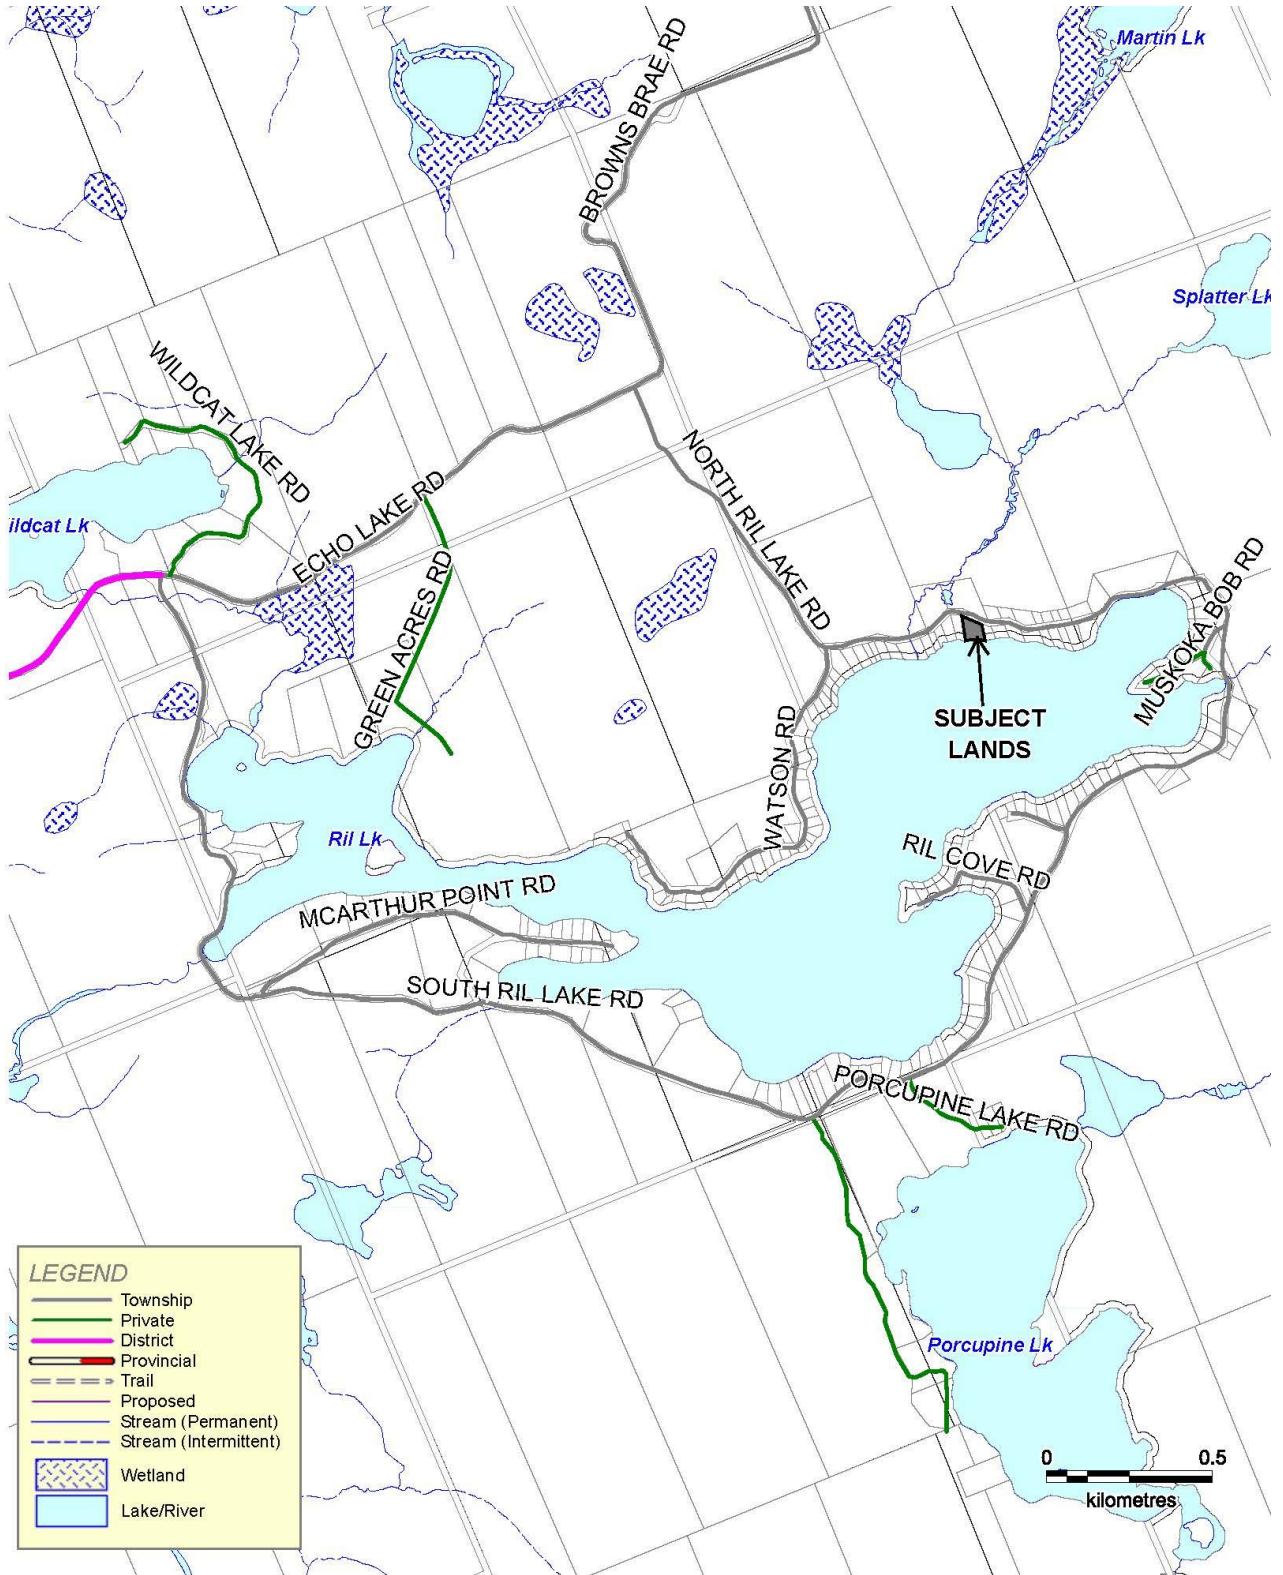 Martin Lk
BROWNS BRAE RD
Splatter Lk
WILDCAT LAKE RD
NORTH RIL LAKE RD
ECHO LAKE RD
ildcat Lk
GREEN ACRES RD
MUSKOKA BOB RD
SUBJECT
LANDS
WATSON RD
Ril Lk
RIL COVE RD
MCARTHUR POINT RD
SOUTH RIL LAKE RD
PORCUPINE LAKE RD
Porcupine Lk
LEGEND
Township
Private
District
Provincial
Trail
Proposed
Stream (Permanent)
Stream (Intermittent)
Wetland
Lake/River
0 0.5
kilometres